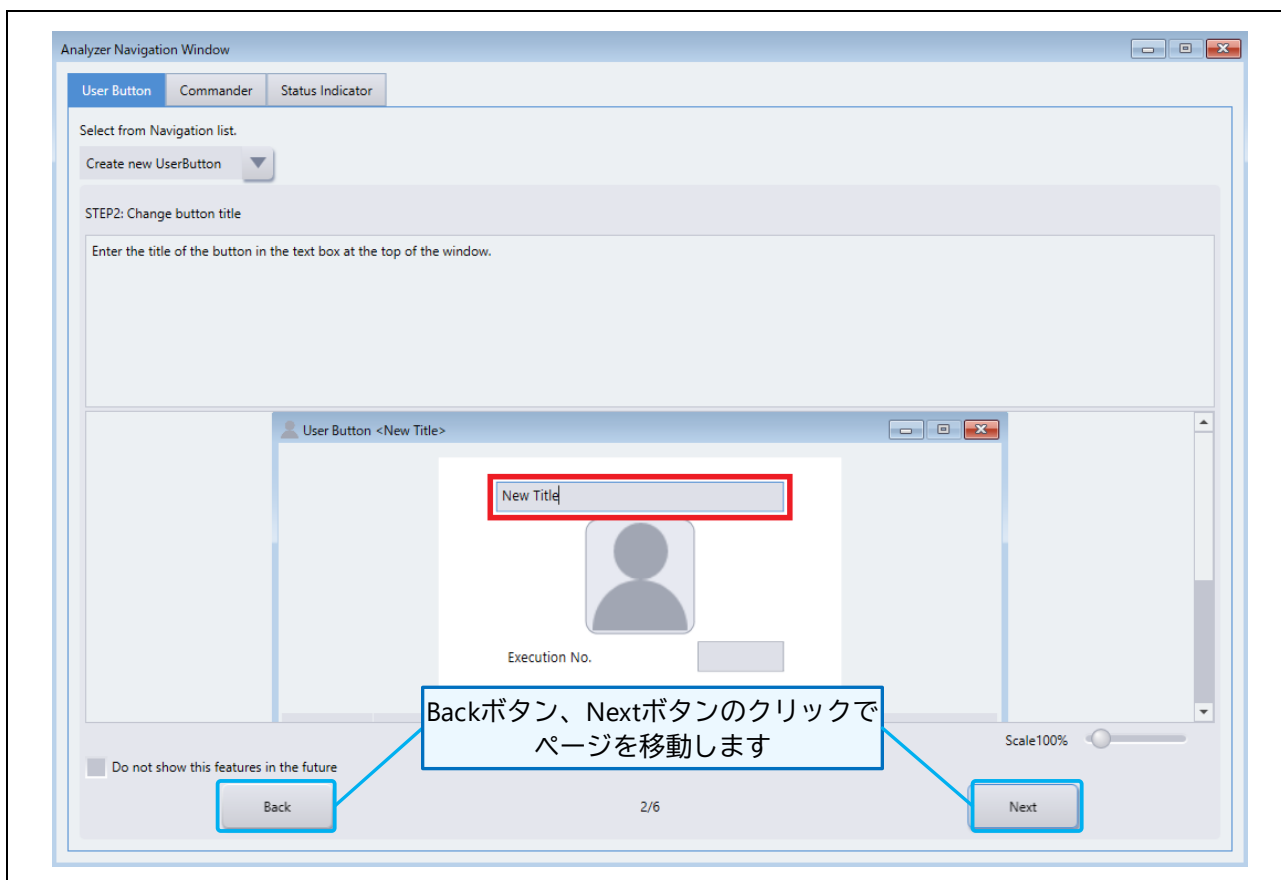 Analyzer Navigation Window
User Button Commander Status Indicator
Select from Navigation list.
Create new UserButton
STEP2: Change button title
Enter the title of the button in the text box at the top of the window.
User Button <New Title>
New Title
Execution No.
Backボタン、Nextボタンのクリックで
ページを移動します
Scale100%
Do not show this features in the future
Back 2/6 Next